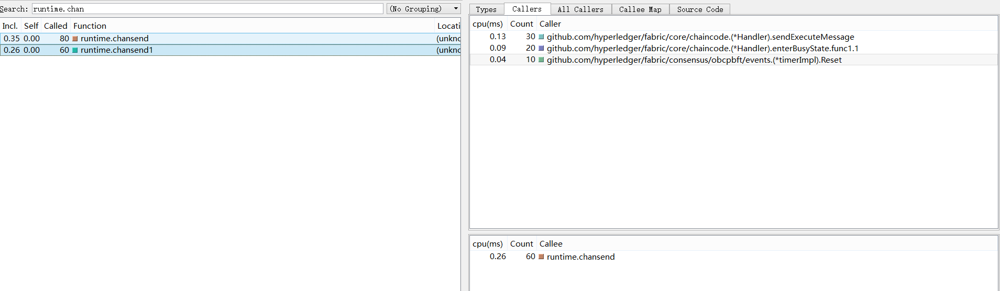 Search: runtime.chan (No Grouping)
Incl. Self Called Function Locati
0.35 0.00 80 runtime.chansend (unkno
0.26 0.00 60 runtime.chansend1 (unkno
Types Callers All Callers Callee Map Source Code
cpu(ms) Count Caller
0.13 30 github.com/hyperledger/fabric/core/chaincode.(*Handler).sendExecuteMessage
0.09 20 github.com/hyperledger/fabric/core/chaincode.(*Handler).enterBusyState.func1.1
0.04 10 github.com/hyperledger/fabric/consensus/obcpbft/events.(*timerImpl).Reset
cpu(ms) Count Callee
0.26 60 runtime.chansend